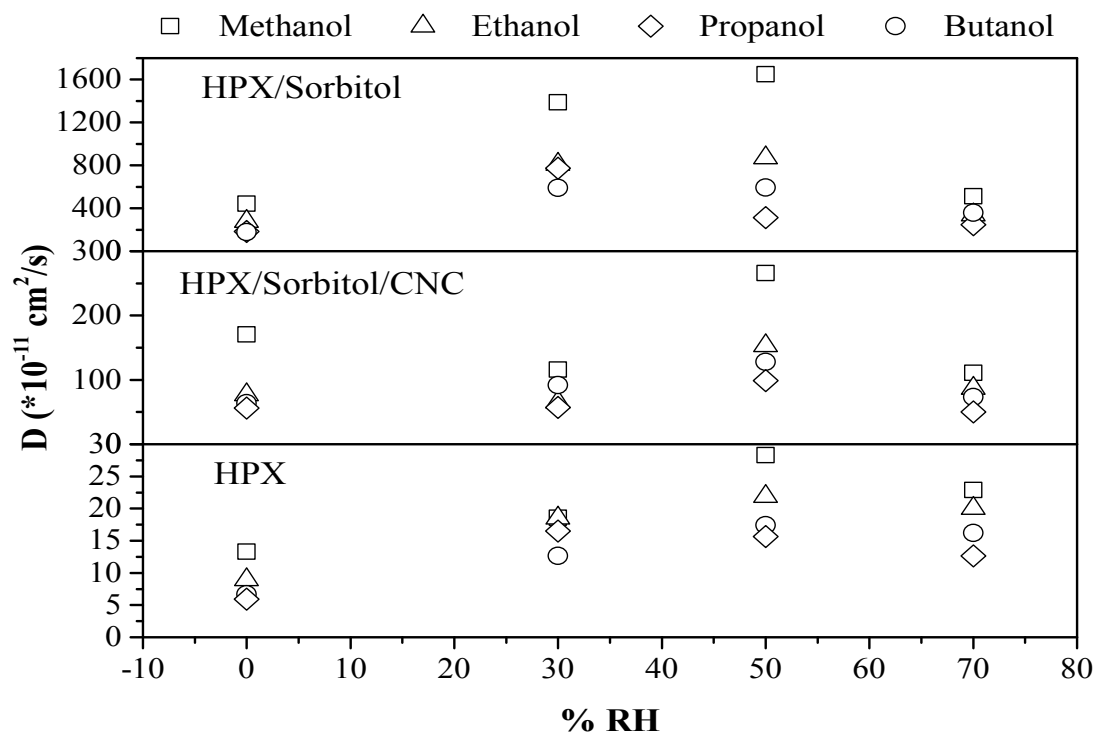 Methanol Ethanol Propanol Butanol
HPX/Sorbitol
1600
1200
800
400
300
HPX/Sorbitol/CNC
200
100
30
HPX
25
20
15
10
5
0
-10 0 10 20 30 40 50 60 70 80
D (*10⁻¹¹ cm²/s)
% RH